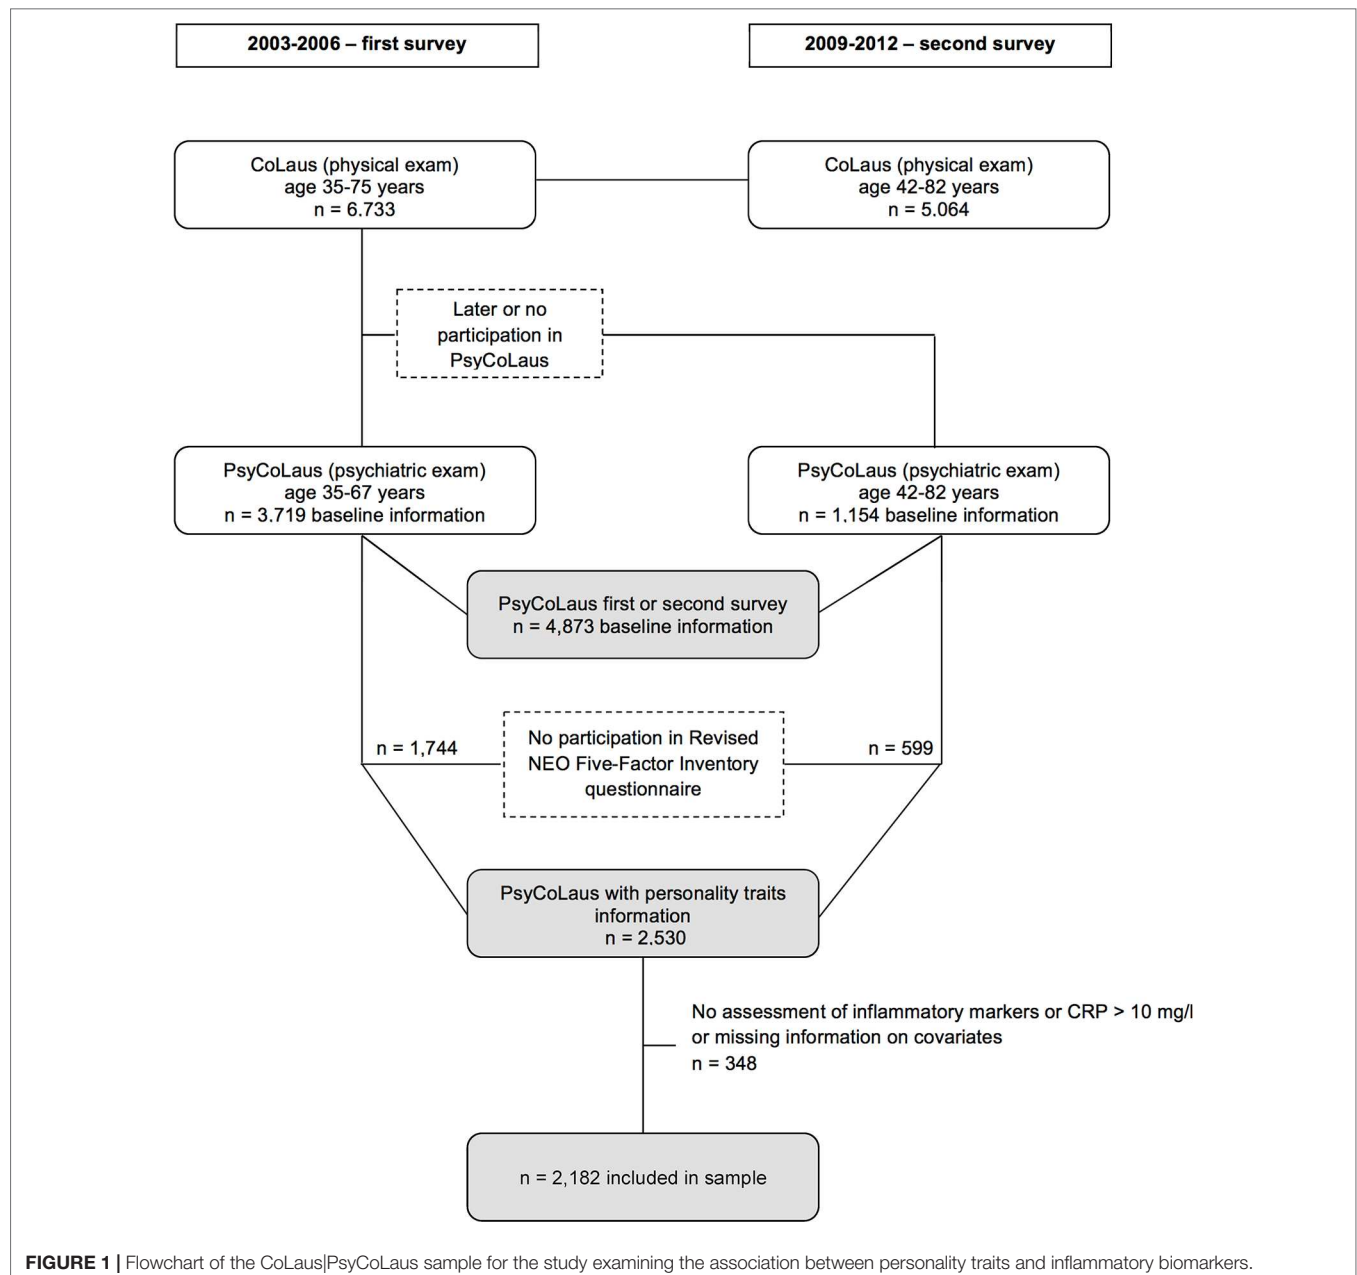 2003-2006 – first survey
2009-2012 – second survey
CoLaus (physical exam)
age 35-75 years
n = 6.733
CoLaus (physical exam)
age 42-82 years
n = 5.064
Later or no
participation in
PsyCoLaus
PsyCoLaus (psychiatric exam)
age 35-67 years
n = 3.719 baseline information
PsyCoLaus (psychiatric exam)
age 42-82 years
n = 1,154 baseline information
PsyCoLaus first or second survey
n = 4,873 baseline information
n = 1,744
No participation in Revised
NEO Five-Factor Inventory
questionnaire
n = 599
PsyCoLaus with personality traits
information
n = 2.530
No assessment of inflammatory markers or CRP > 10 mg/l
or missing information on covariates
n = 348
n = 2,182 included in sample
FIGURE 1 | Flowchart of the CoLaus|PsyCoLaus sample for the study examining the association between personality traits and inflammatory biomarkers.